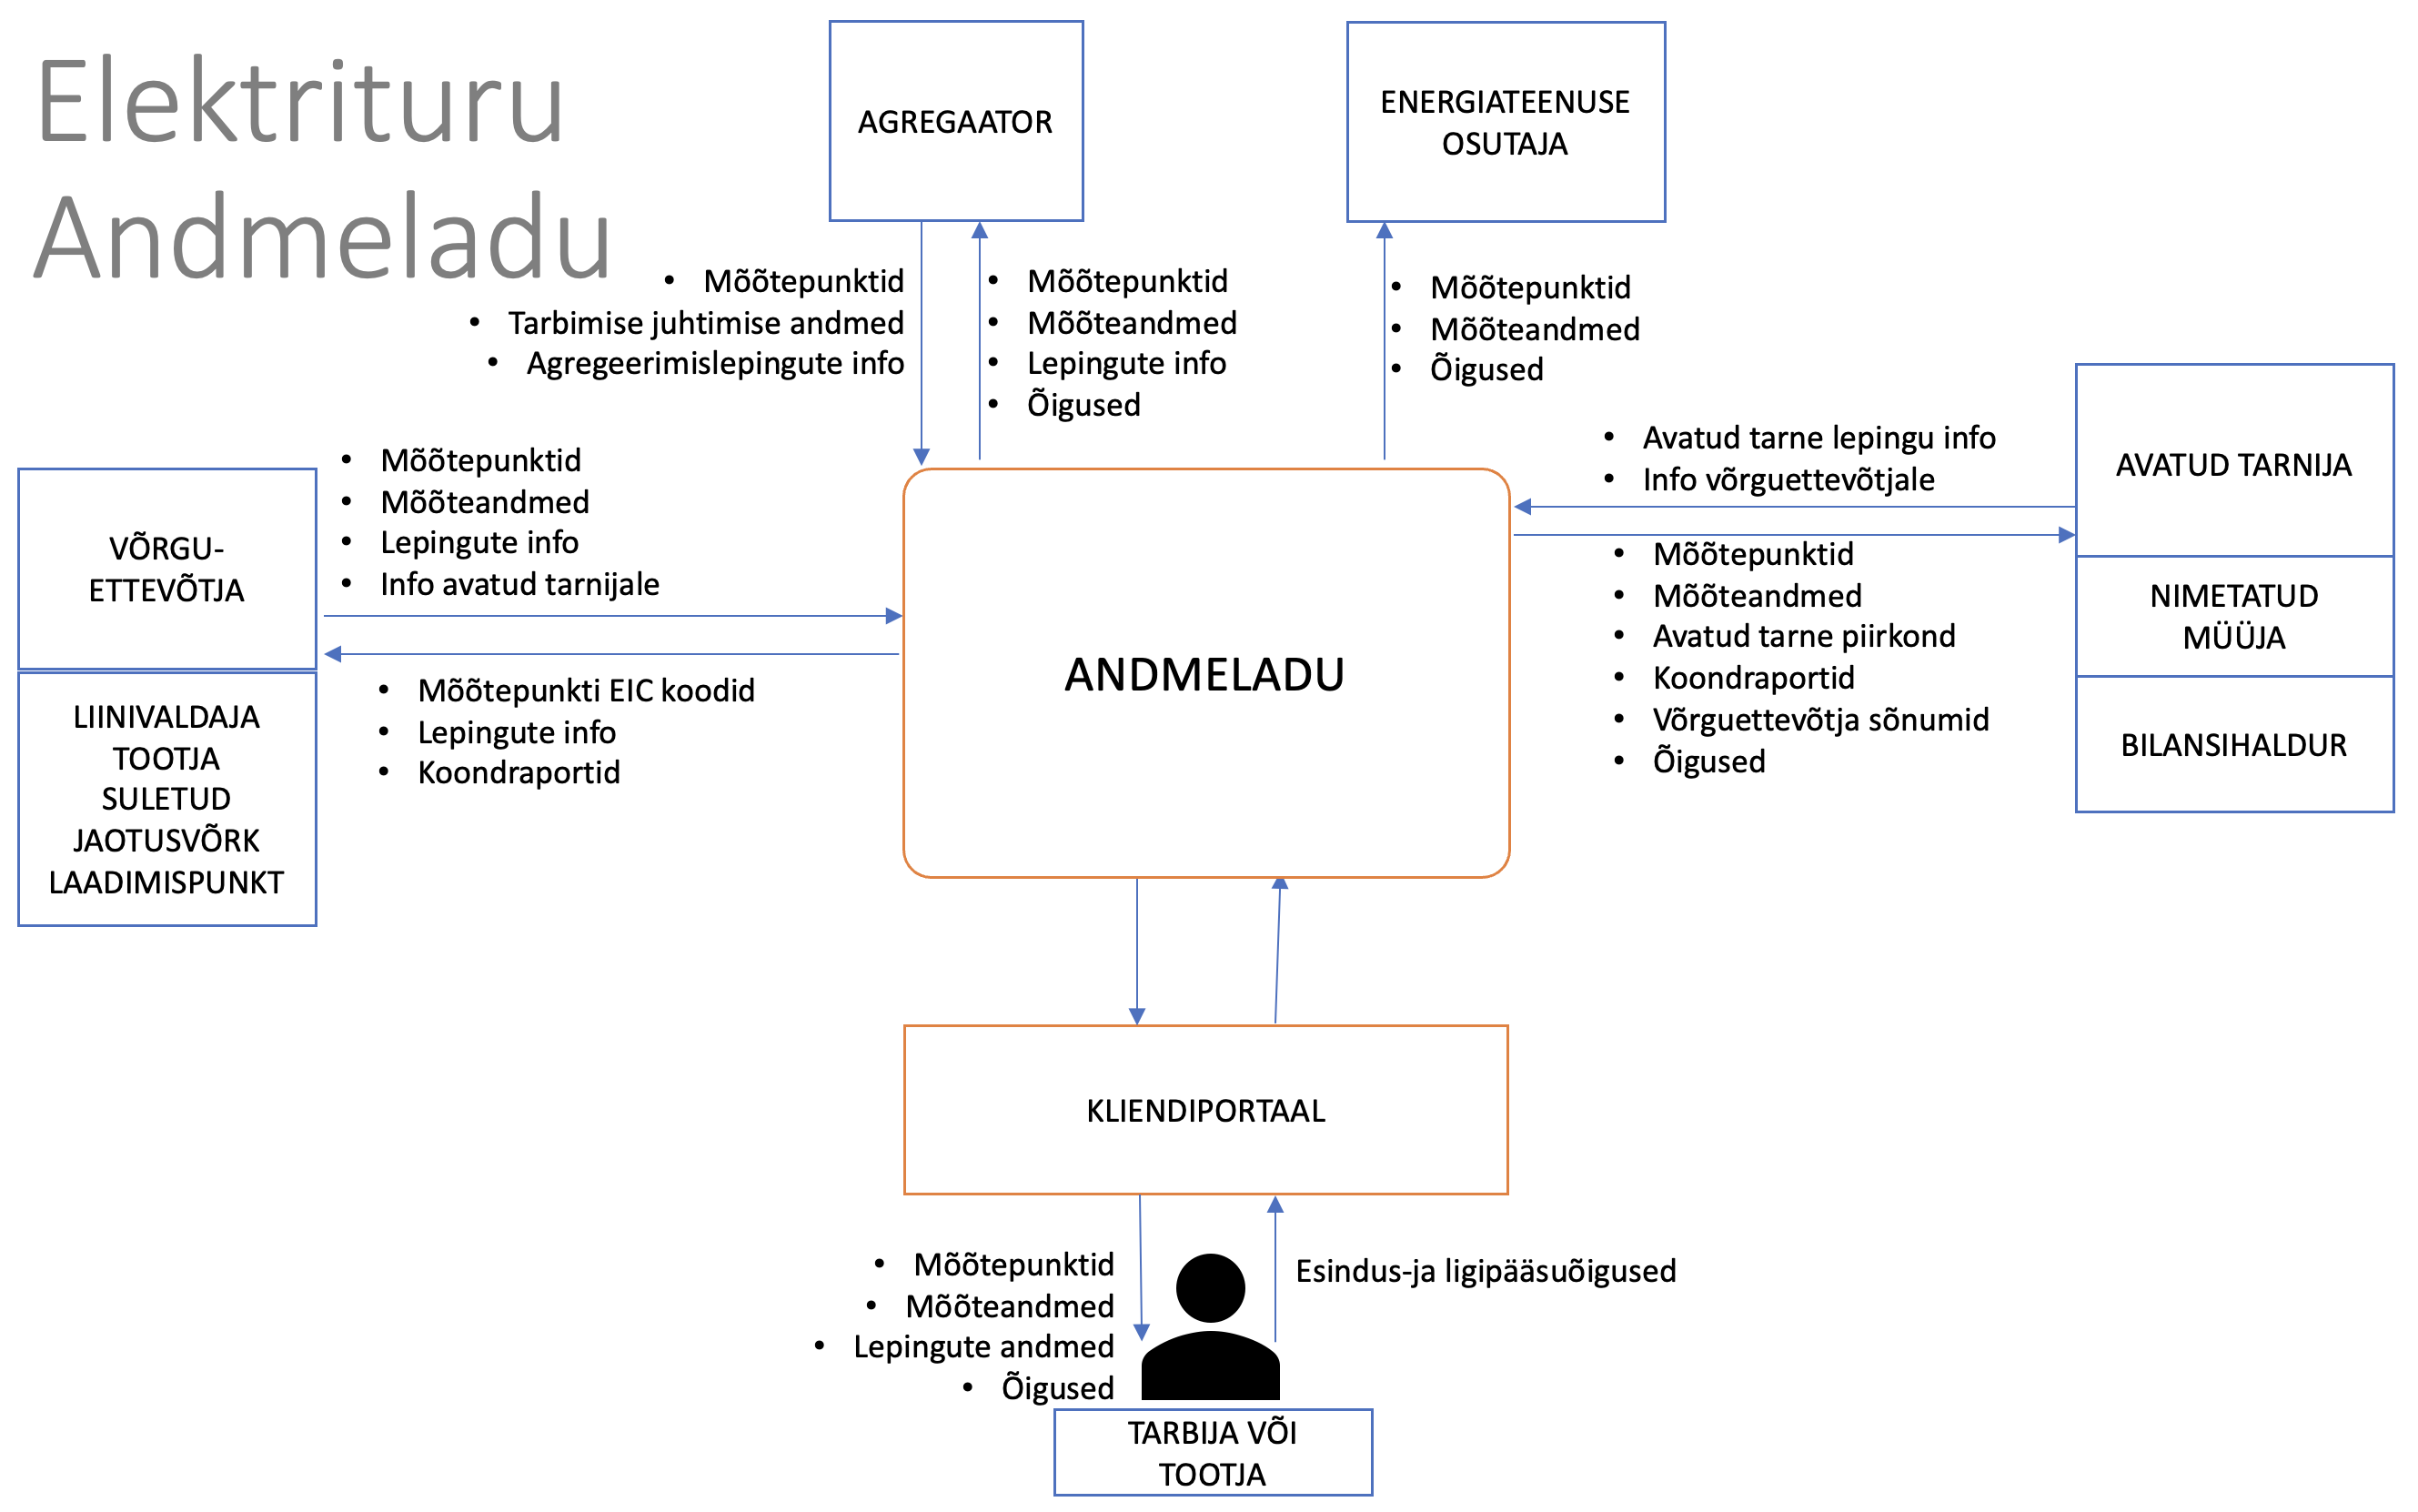 Elektrituru
Andmeladu
AGREGAATOR
ENERGIATEENUSE
OSUTAJA
• Mõõtepunktid
• Tarbimise juhtimise andmed
• Agregeerimislepingute info
• Mõõtepunktid
• Mõõteandmed
• Lepingute info
• Õigused
• Mõõtepunktid
• Mõõteandmed
• Õigused
VÕRGU-
ETTEVÕTJA
LIINIVALDAJA
TOOTJA
SULETUD
JAOTUSVÕRK
LAADIMISPUNKT
• Mõõtepunktid
• Mõõteandmed
• Lepingute info
• Info avatud tarnijale
• Mõõtepunkti EIC koodid
• Lepingute info
• Koondraportid
ANDMELADU
• Avatud tarne lepingu info
• Info võrguettevõtjale
• Mõõtepunktid
• Mõõteandmed
• Avatud tarne piirkond
• Koondraportid
• Võrguettevõtja sõnumid
• Õigused
AVATUD TARNIJA
NIMETATUD
MÜÜJA
BILANSIHALDUR
KLIENDIPORTAAL
• Mõõtepunktid
• Mõõteandmed
• Lepingute andmed
• Õigused
Esindus-ja ligipääsuõigused
TARBIJA VÕI
TOOTJA